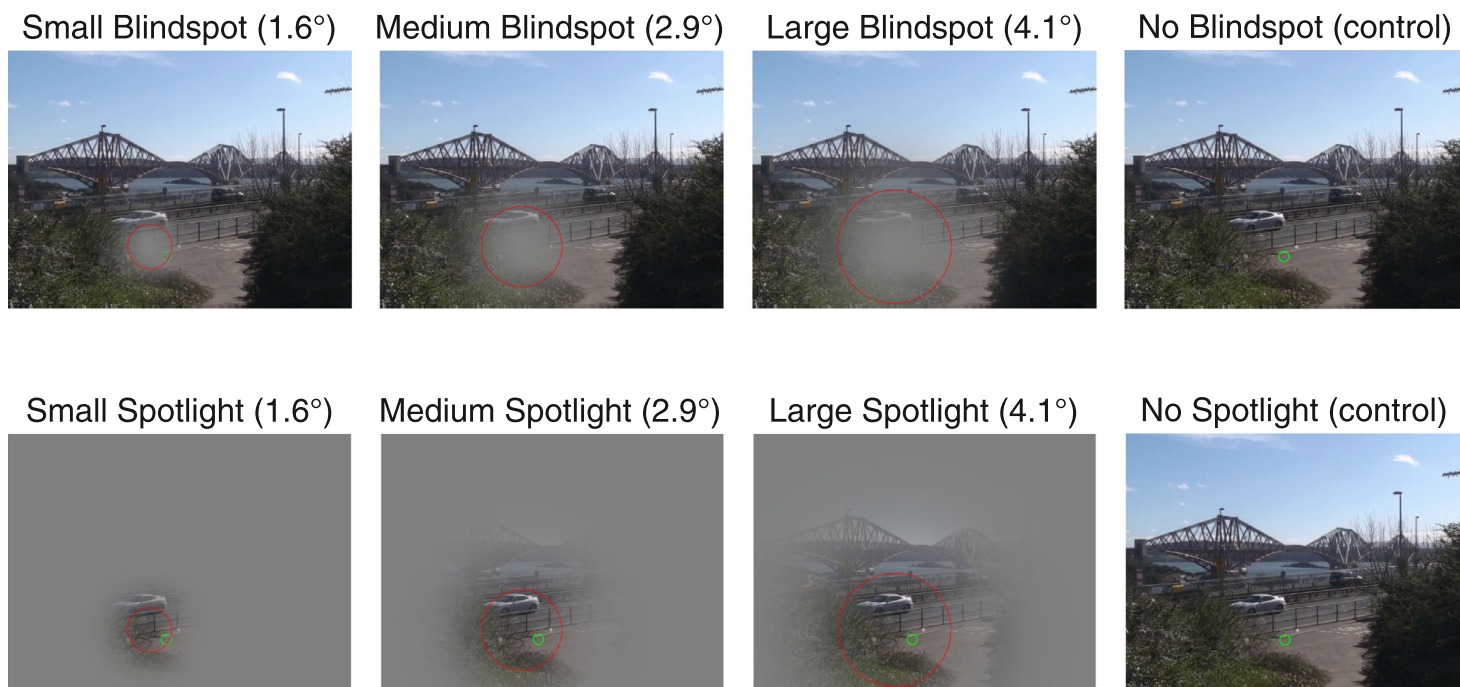 Small Blindspot (1.6°)
Medium Blindspot (2.9°)
Large Blindspot (4.1°)
No Blindspot (control)
Small Spotlight (1.6°)
Medium Spotlight (2.9°)
Large Spotlight (4.1°)
No Spotlight (control)